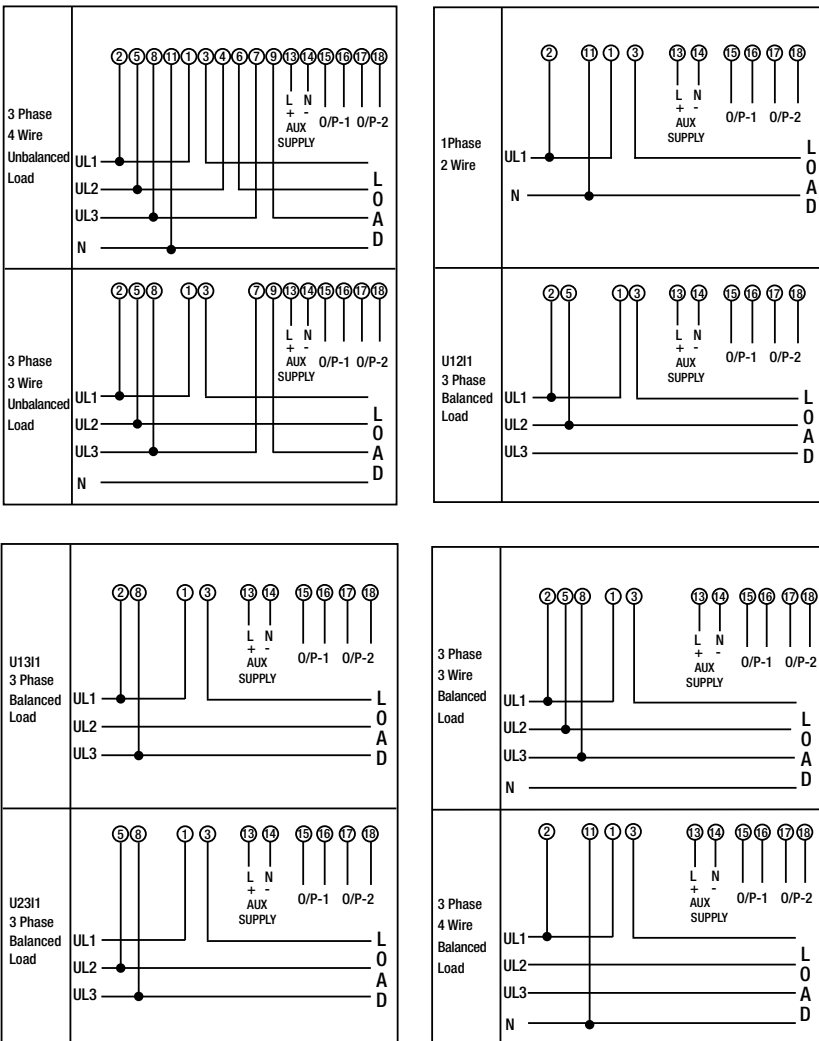 ② ⑤ ⑧ ⑪ ① ③ ④ ⑥ ⑦ ⑨ ⑬ ⑭ ⑮ ⑯ ⑰ ⑱
L N
+ -
AUX
SUPPLY
O/P-1 O/P-2
3 Phase
4 Wire
Unbalanced
Load
UL1
UL2
UL3
N
L
O
A
D
② ⑤ ⑧ ① ③ ⑦ ⑨ ⑬ ⑭ ⑮ ⑯ ⑰ ⑱
L N
+ -
AUX
SUPPLY
O/P-1 O/P-2
3 Phase
3 Wire
Unbalanced
Load
UL1
UL2
UL3
N
L
O
A
D
② ⑪ ① ③ ⑬ ⑭ ⑮ ⑯ ⑰ ⑱
L N
+ -
AUX
SUPPLY
O/P-1 O/P-2
1Phase
2 Wire
UL1
N
L
O
A
D
② ⑤ ① ③ ⑬ ⑭ ⑮ ⑯ ⑰ ⑱
L N
+ -
AUX
SUPPLY
O/P-1 O/P-2
U12I1
3 Phase
Balanced
Load
UL1
UL2
UL3
L
O
A
D
② ⑧ ① ③ ⑬ ⑭ ⑮ ⑯ ⑰ ⑱
L N
+ -
AUX
SUPPLY
O/P-1 O/P-2
U13I1
3 Phase
Balanced
Load
UL1
UL2
UL3
L
O
A
D
⑤ ⑧ ① ③ ⑬ ⑭ ⑮ ⑯ ⑰ ⑱
L N
+ -
AUX
SUPPLY
O/P-1 O/P-2
U23I1
3 Phase
Balanced
Load
UL1
UL2
UL3
L
O
A
D
② ⑤ ⑧ ① ③ ⑬ ⑭ ⑮ ⑯ ⑰ ⑱
L N
+ -
AUX
SUPPLY
O/P-1 O/P-2
3 Phase
3 Wire
Balanced
Load
UL1
UL2
UL3
N
L
O
A
D
② ⑪ ① ③ ⑬ ⑭ ⑮ ⑯ ⑰ ⑱
L N
+ -
AUX
SUPPLY
O/P-1 O/P-2
3 Phase
4 Wire
Balanced
Load
UL1
UL2
UL3
N
L
O
A
D